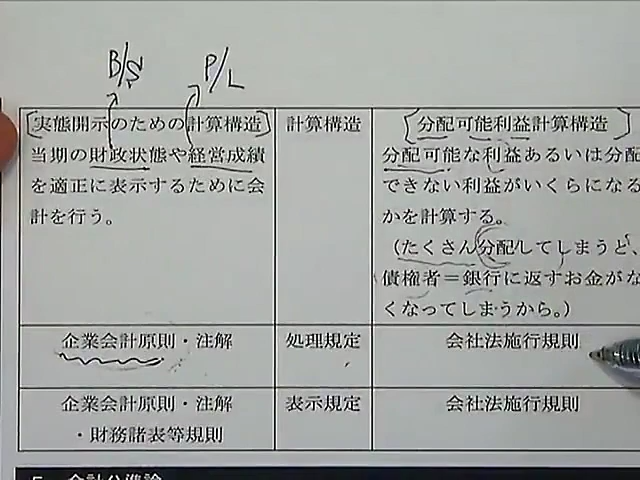 B/S P/L
実態開示のための計算構造
当期の財政状態や経営成績
を適正に表示するために会
計を行う。
計算構造
分配可能利益計算構造
分配可能な利益あるいは分配
できない利益がいくらになる
かを計算する。
(たくさん分配してしまうと、
債権者=銀行に返すお金がな
くなってしまうから。)
企業会計原則・注解
処理規定
会社法施行規則
企業会計原則・注解
・財務諸表等規則
表示規定
会社法施行規則